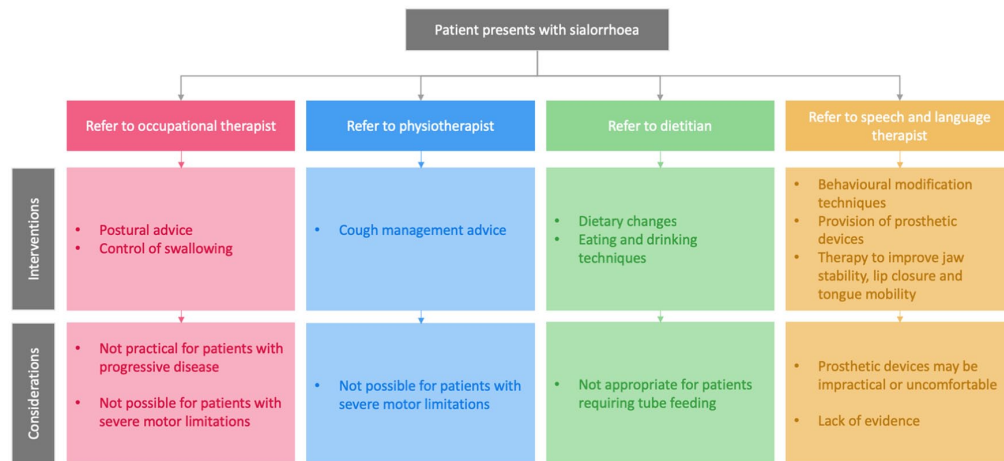 Patient presents with sialorrhoea
Refer to occupational therapist
Refer to physiotherapist
Refer to dietitian
Refer to speech and language
therapist
Interventions
• Postural advice
• Control of swallowing
• Cough management advice
• Dietary changes
• Eating and drinking
techniques
• Behavioural modification
techniques
• Provision of prosthetic
devices
• Therapy to improve jaw
stability, lip closure and
tongue mobility
Considerations
• Not practical for patients with
progressive disease
• Not possible for patients with
severe motor limitations
• Not possible for patients with
severe motor limitations
• Not appropriate for patients
requiring tube feeding
• Prosthetic devices may be
impractical or uncomfortable
• Lack of evidence